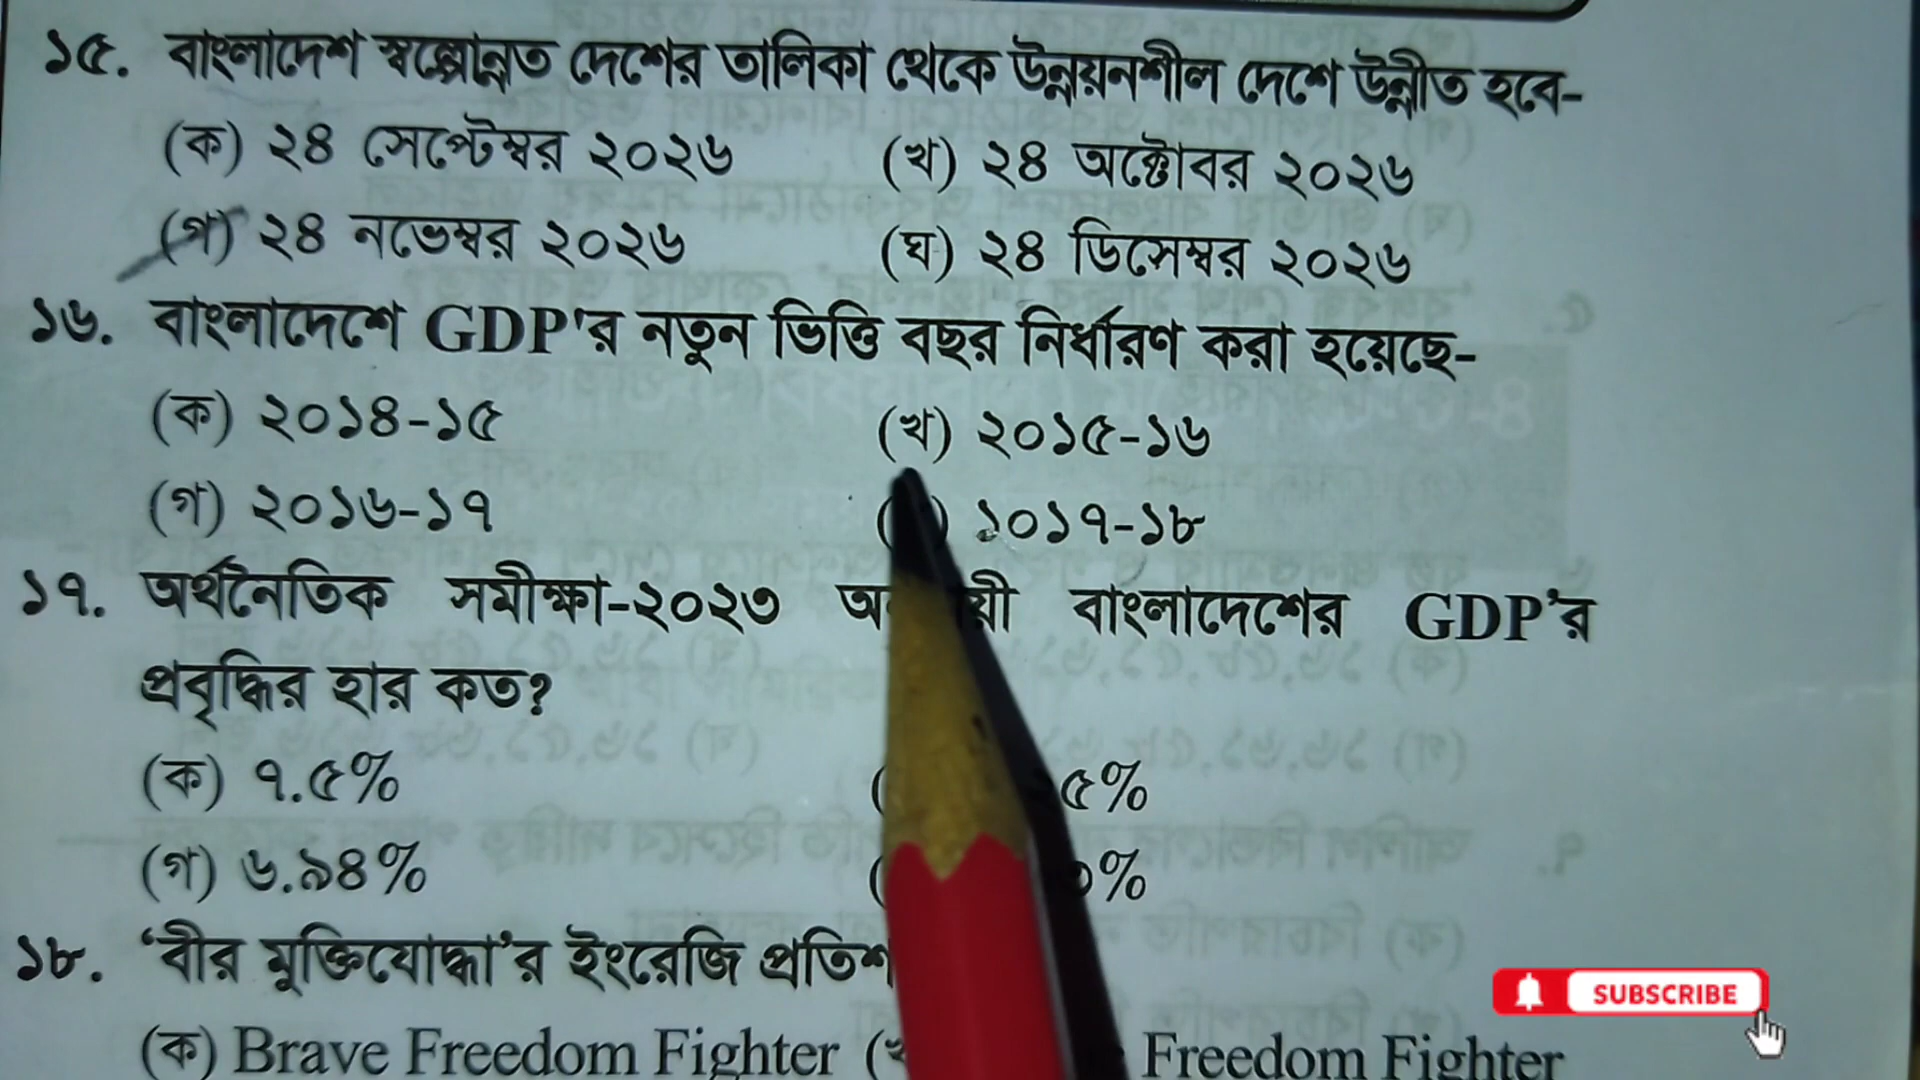 ১৫. বাংলাদেশ স্বল্পোন্নত দেশের তালিকা থেকে উন্নয়নশীল দেশে উন্নীত হবে-
(ক) ২৪ সেপ্টেম্বর ২০২৬ (খ) ২৪ অক্টোবর ২০২৬
(গ) ২৪ নভেম্বর ২০২৬ (ঘ) ২৪ ডিসেম্বর ২০২৬
১৬. বাংলাদেশে GDP'র নতুন ভিত্তি বছর নির্ধারণ করা হয়েছে-
(ক) ২০১৪-১৫ (খ) ২০১৫-১৬
(গ) ২০১৬-১৭ ১০১৭-১৮
১৭. অর্থনৈতিক সমীক্ষা-২০২৩ বাংলাদেশের GDP'র
প্রবৃদ্ধির হার কত?
(ক) ৭.৫% ৫%
(গ) ৬.৯৪% %
১৮. 'বীর মুক্তিযোদ্ধা'র ইংরেজি
(ক) Brave Freedom Fighter Freedom Fighter
SUBSCRIBE